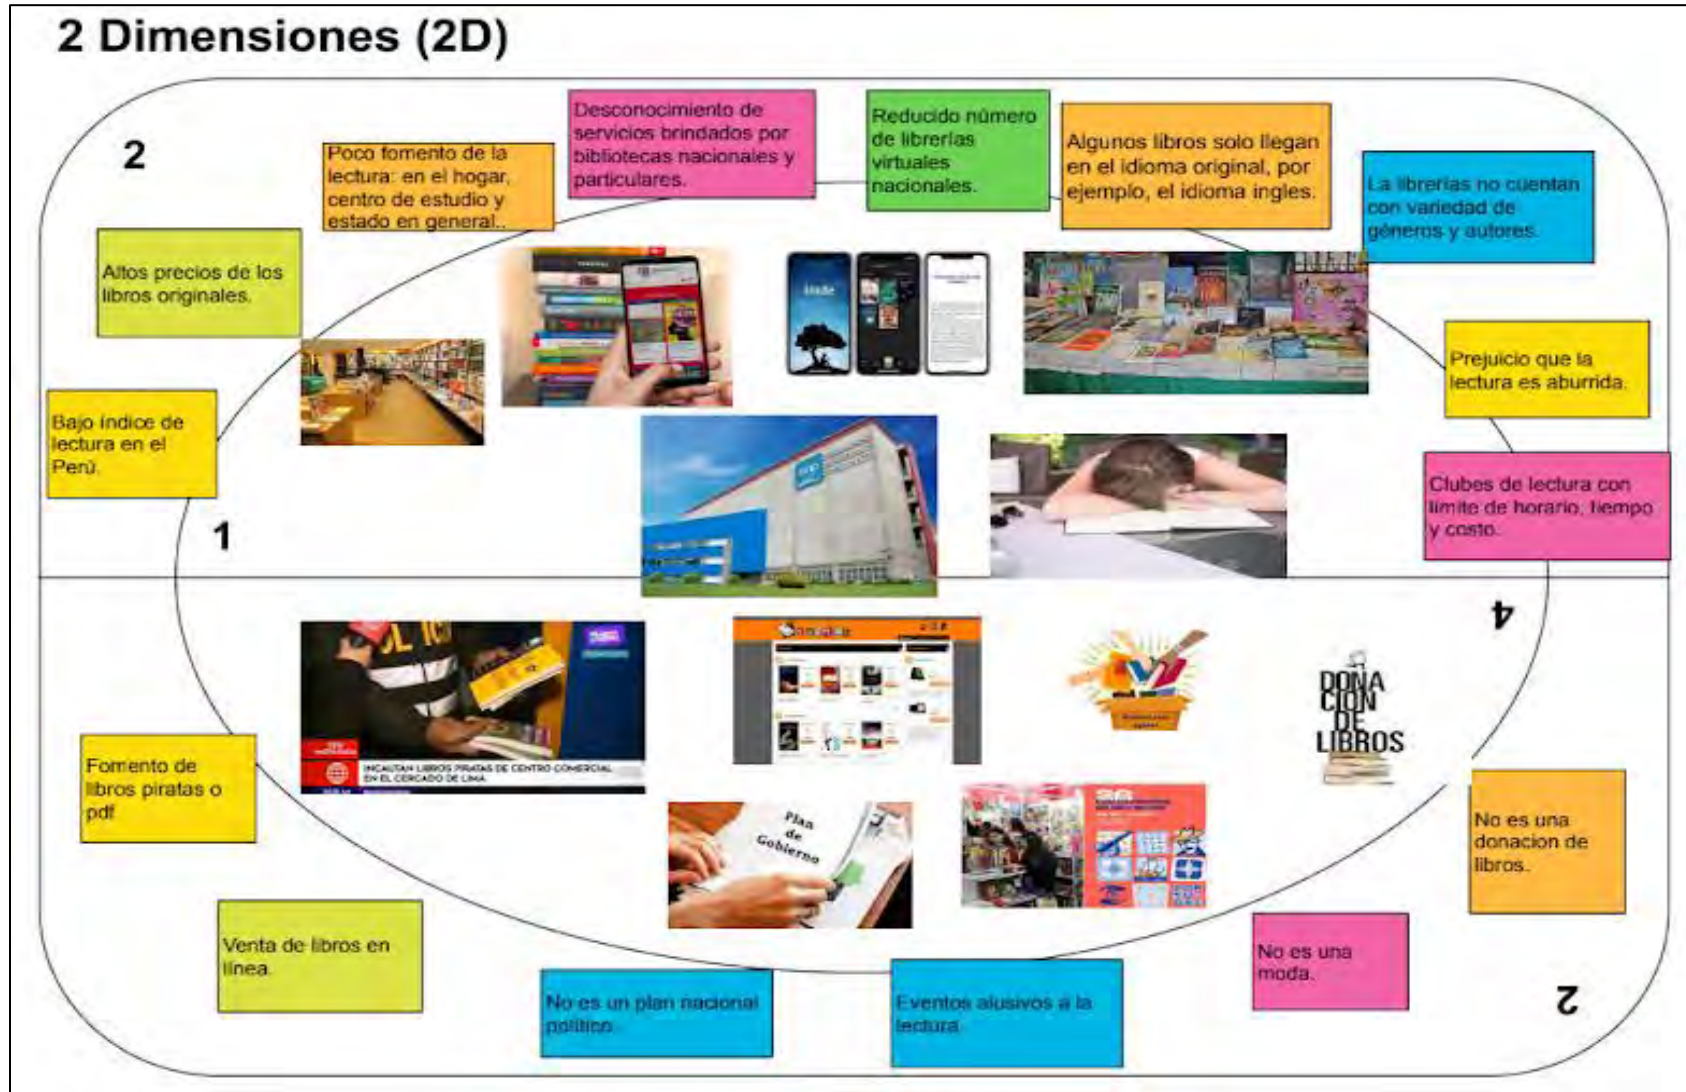 2 Dimensiones (2D)
2
Poco fomento de la
lectura: en el hogar,
centro de estudio y
estado en general..
Desconocimiento de
servicios brindados por
bibliotecas nacionales y
particulares.
Reducido número
de librerías
virtuales
nacionales.
Algunos libros solo llegan
en el idioma original, por
ejemplo, el idioma ingles.
La librerías no cuentan
con variedad de
géneros y autores.
Altos precios de los
libros originales.
Prejuicio que la
lectura es aburrida.
Bajo índice de
lectura en el
Perú.
Clubes de lectura con
límite de horario, tiempo
y costo.
1
4
DONA
CIÓN
DE
LIBROS
INCAUTAN LIBROS PIRATAS DE CENTRO COMERCIAL
EN EL CERCADO DE LIMA
Fomento de
libros piratas o
pdf
Plan
de
Gobierno
No es una
donacion de
libros.
Venta de libros en
línea.
No es un plan nacional
político.
Eventos alusivos a la
lectura
No es una
moda.
2